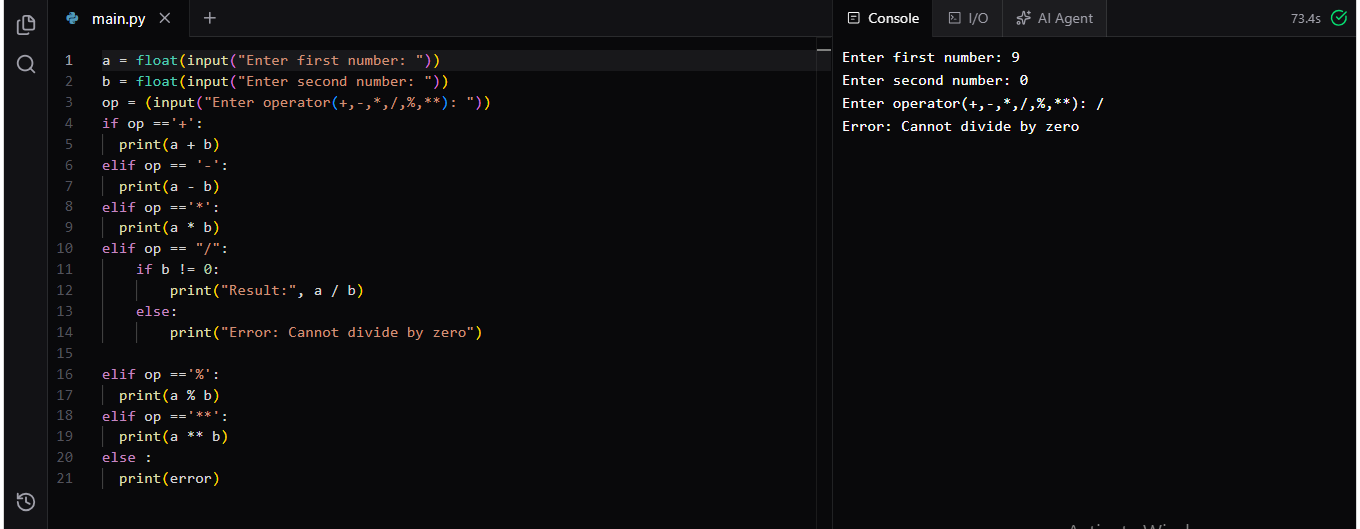 main.py
Console
I/O
AI Agent
73.4s
1 a = float(input("Enter first number: "))
2 b = float(input("Enter second number: "))
3 op = (input("Enter operator(+,-,*,/,%,**): "))
4 if op =='+':
5   print(a + b)
6 elif op == '-':
7   print(a - b)
8 elif op =='*':
9   print(a * b)
10 elif op == "/":
11     if b != 0:
12         print("Result:", a / b)
13     else:
14         print("Error: Cannot divide by zero")
15
16 elif op =='%':
17   print(a % b)
18 elif op =='**':
19   print(a ** b)
20 else :
21   print(error)
Enter first number: 9
Enter second number: 0
Enter operator(+,-,*,/,%,**): /
Error: Cannot divide by zero